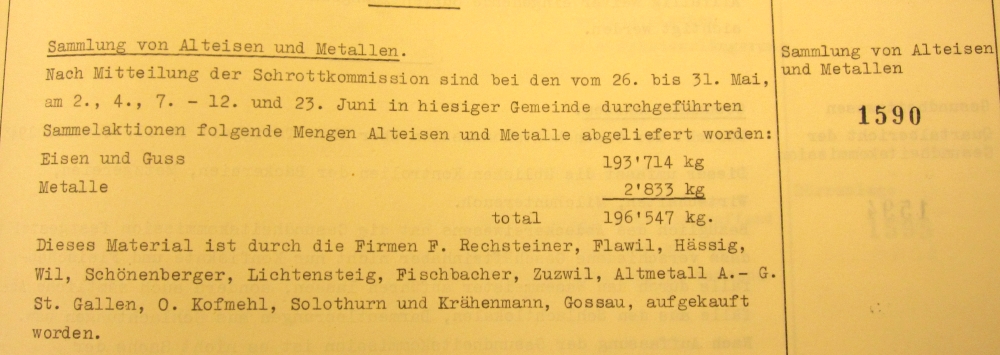 Sammlung von Alteisen und Metallen.
Nach Mitteilung der Schrottkommission sind bei den vom 26. bis 31. Mai,
am 2., 4., 7. - 12. und 23. Juni in hiesiger Gemeinde durchgeführten
Sammelaktionen folgende Mengen Alteisen und Metalle abgeliefert worden:
Eisen und Guss 193'714 kg
Metalle 2'833 kg
total 196'547 kg.
Dieses Material ist durch die Firmen F. Rechsteiner, Flawil, Hässig,
Wil, Schönenberger, Lichtensteig, Fischbacher, Zuzwil, Altmetall A.- G.
St. Gallen, O. Kofmehl, Solothurn und Krähenmann, Gossau, aufgekauft
worden.
Sammlung von Alteisen
und Metallen
1590